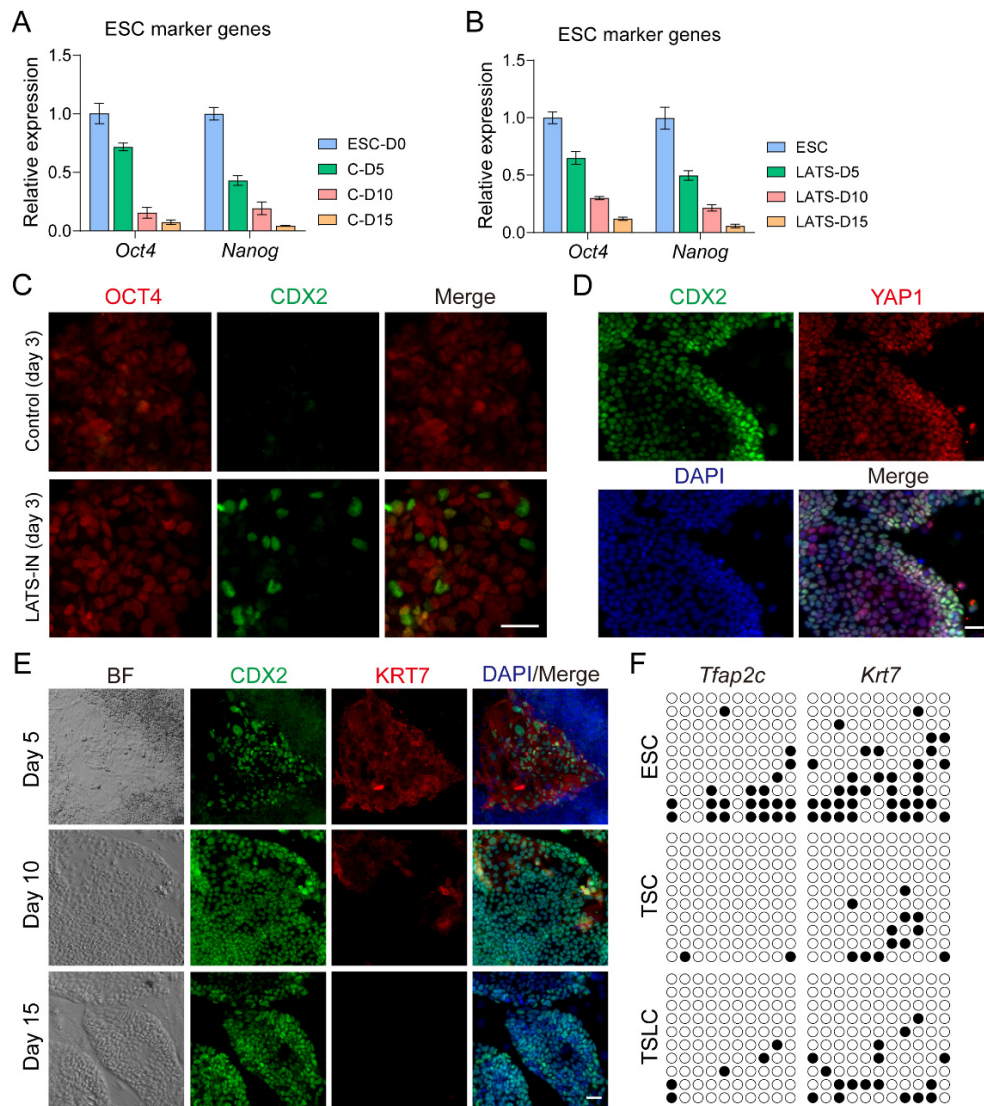 A
ESC marker genes
Relative expression
1.5
1.0
0.5
0.0
Oct4
Nanog
ESC-D0
C-D5
C-D10
C-D15
B
ESC marker genes
Relative expression
1.5
1.0
0.5
0.0
Oct4
Nanog
ESC
LATS-D5
LATS-D10
LATS-D15
C
OCT4
CDX2
Merge
Control (day 3)
LATS-IN (day 3)
D
CDX2
YAP1
DAPI
Merge
E
BF
CDX2
KRT7
DAPI/Merge
Day 5
Day 10
Day 15
F
Tfap2c
Krt7
ESC
TSC
TSLC